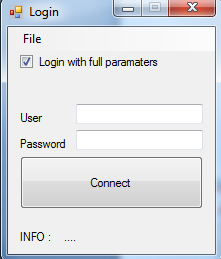 Login
File
Login with full paramaters
User
Password
Connect
INFO : ....